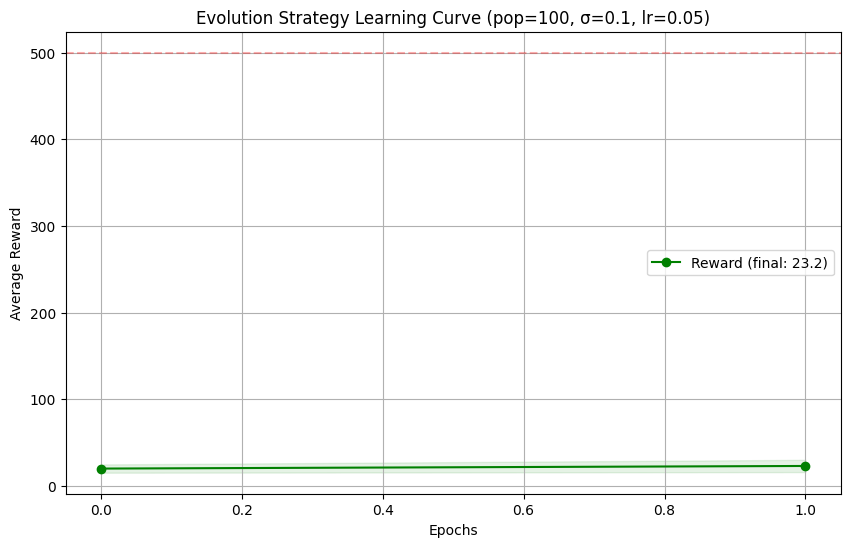 Evolution Strategy Learning Curve (pop=100, σ=0.1, lr=0.05)
500
400
300
200
100
0
Average Reward
Reward (final: 23.2)
0.0 0.2 0.4 0.6 0.8 1.0
Epochs